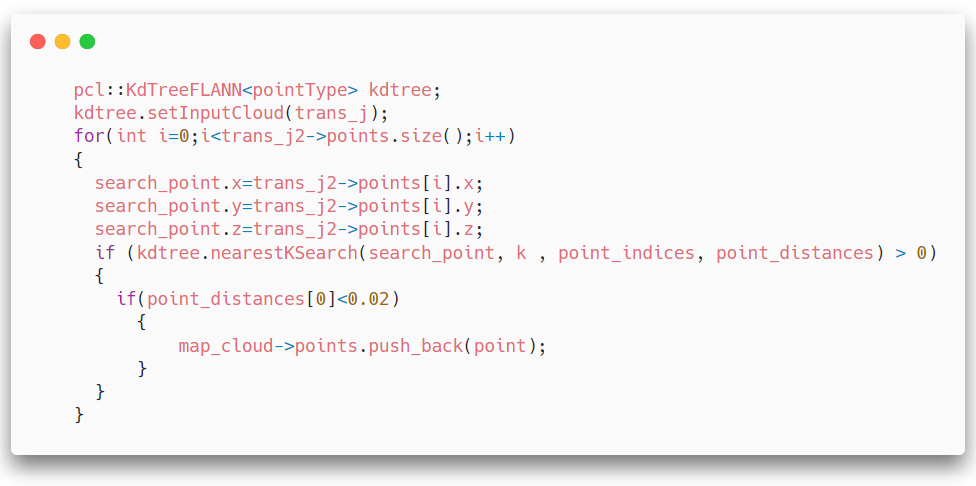 pcl::KdTreeFLANN<pointType> kdtree;
kdtree.setInputCloud(trans_j);
for(int i=0;i<trans_j2->points.size();i++)
{
search_point.x=trans_j2->points[i].x;
search_point.y=trans_j2->points[i].y;
search_point.z=trans_j2->points[i].z;
if (kdtree.nearestKSearch(search_point, k , point_indices, point_distances) > 0)
{
if(point_distances[0]<0.02)
{
map_cloud->points.push_back(point);
}
}
}